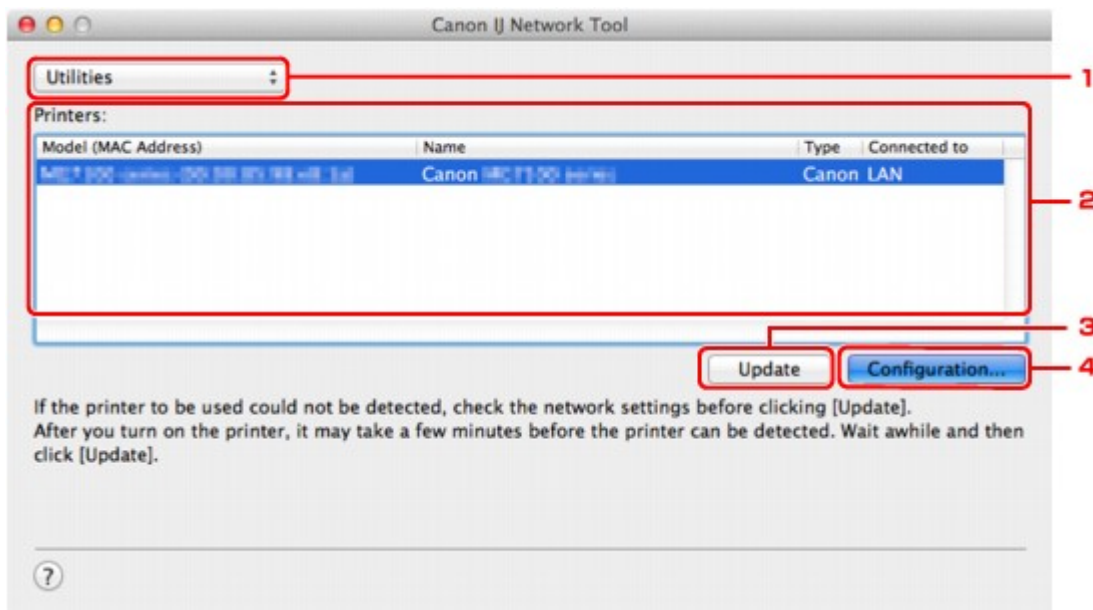 Canon IJ Network Tool
Utilities
1
Printers:
Model (MAC Address) Name Type Connected to
Canon Canon LAN
2
3
Update Configuration...
4
If the printer to be used could not be detected, check the network settings before clicking [Update].
After you turn on the printer, it may take a few minutes before the printer can be detected. Wait awhile and then
click [Update].
?